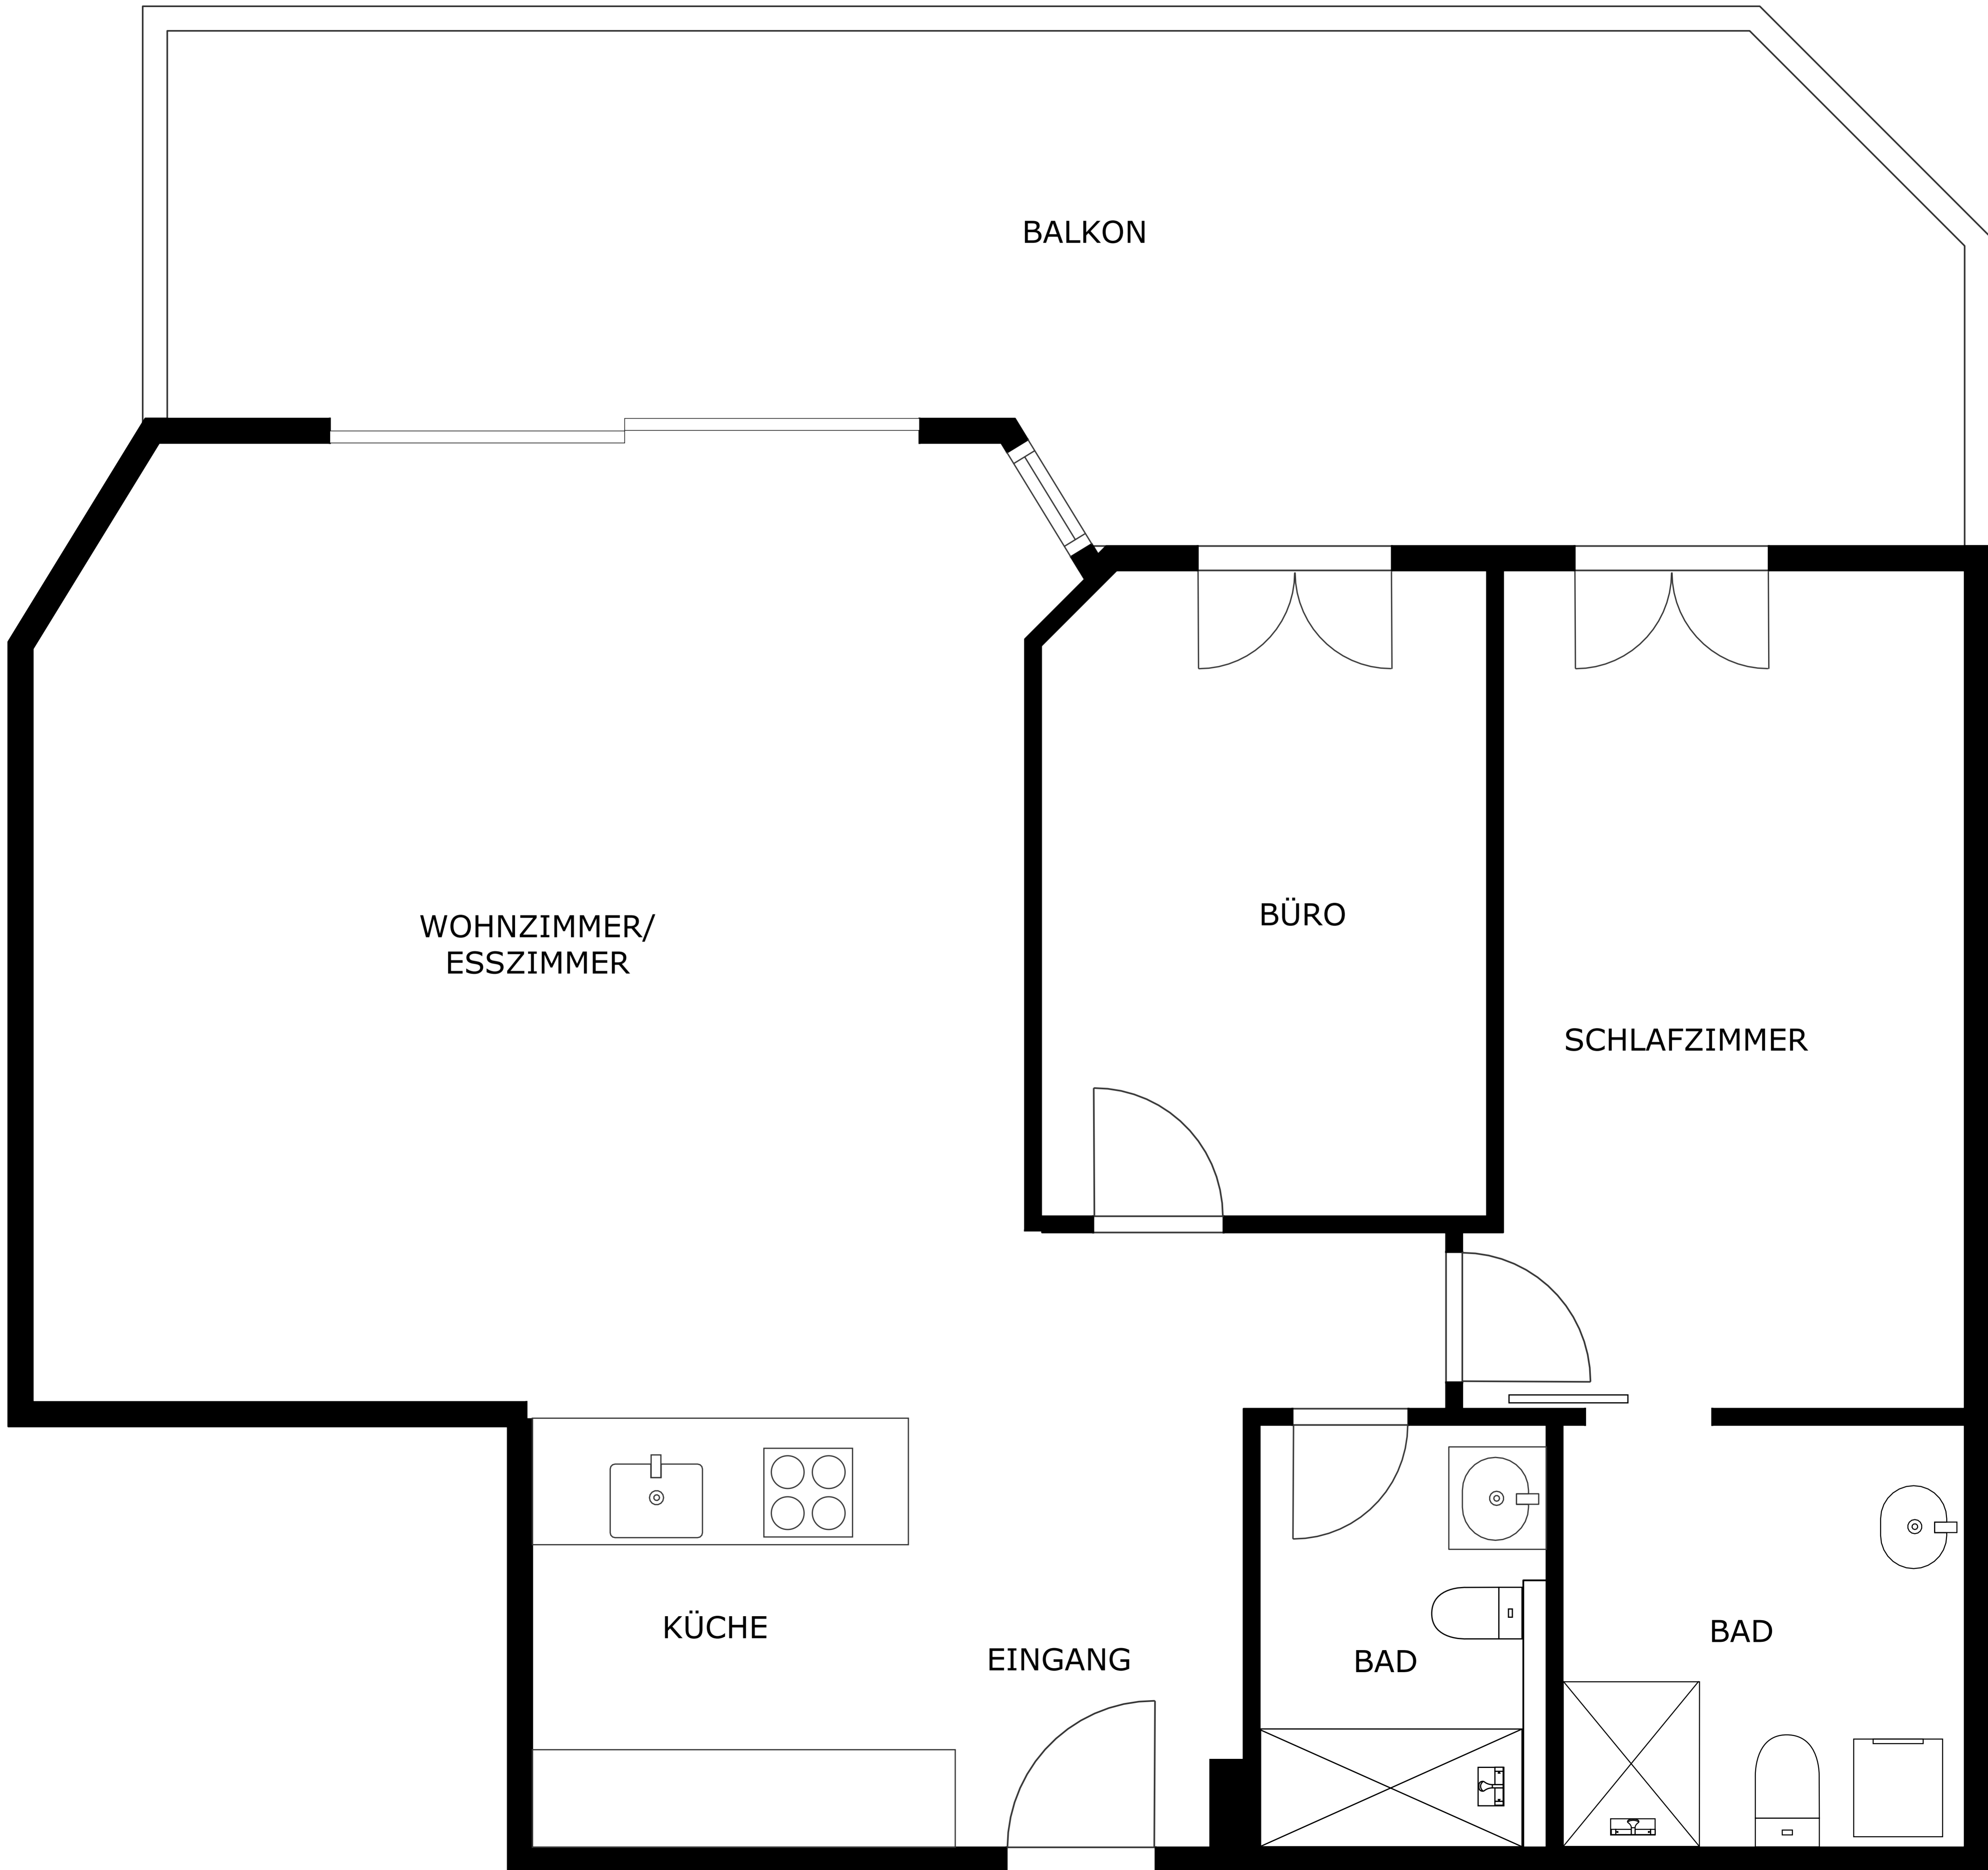 BALKON
WOHNZIMMER/
ESSZIMMER
BÜRO
SCHLAFZIMMER
KÜCHE
EINGANG
BAD
BAD